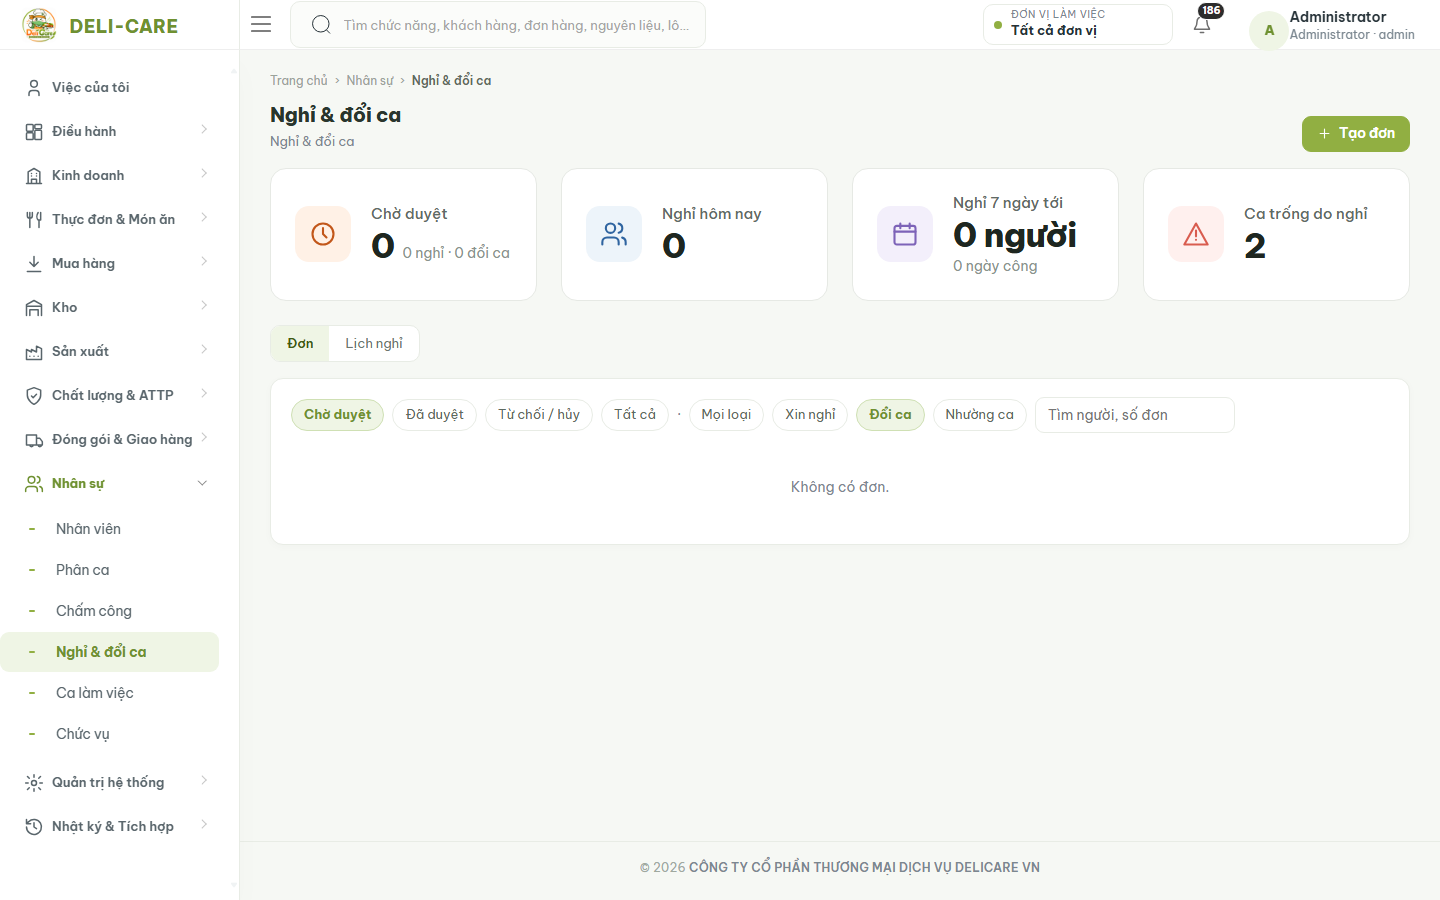 DELI-CARE
Tìm chức năng, khách hàng, đơn hàng, nguyên liệu, lô...
ĐƠN VỊ LÀM VIỆC
Tất cả đơn vị
186
A
Administrator
Administrator · admin
Việc của tôi
Điều hành
Kinh doanh
Thực đơn & Món ăn
Mua hàng
Kho
Sản xuất
Chất lượng & ATTP
Đóng gói & Giao hàng
Nhân sự
Nhân viên
Phân ca
Chấm công
Nghỉ & đổi ca
Ca làm việc
Chức vụ
Quản trị hệ thống
Nhật ký & Tích hợp
Trang chủ › Nhân sự › Nghỉ & đổi ca
Nghỉ & đổi ca
Nghỉ & đổi ca
Tạo đơn
Chờ duyệt
0 0 nghỉ · 0 đổi ca
Nghỉ hôm nay
0
Nghỉ 7 ngày tới
0 người
0 ngày công
Ca trống do nghỉ
2
Đơn Lịch nghỉ
Chờ duyệt Đã duyệt Từ chối / hủy Tất cả · Mọi loại Xin nghỉ Đổi ca Nhường ca Tìm người, số đơn
Không có đơn.
© 2026 CÔNG TY CỔ PHẦN THƯƠNG MẠI DỊCH VỤ DELICARE VN